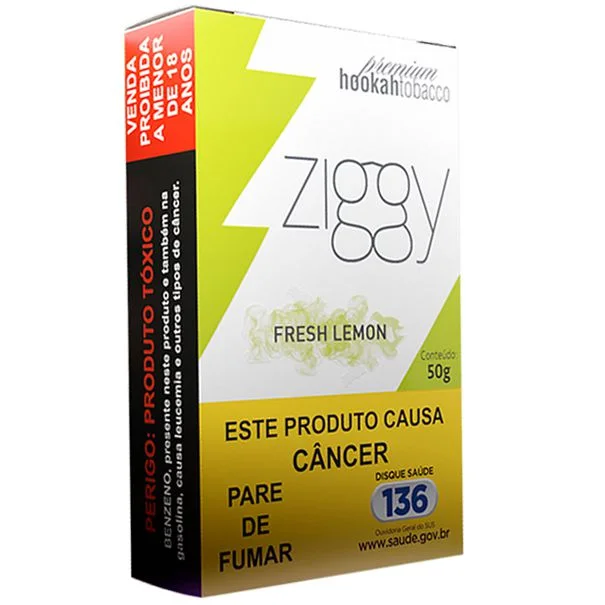 premium
hookahtobacco
ziggy
FRESH LEMON
Conteúdo:
50g
ESTE PRODUTO CAUSA
CÂNCER
PARE
DE
FUMAR
DISQUE SAÚDE
136
Ouvidoria Geral do SUS
www.saude.gov.br
VENDA
PROIBIDA
A MENOR
DE 18
ANOS
PERIGO: PRODUTO TÓXICO
BENZENO, presente neste produto e também na
gasolina, causa leucemia e outros tipos de câncer.